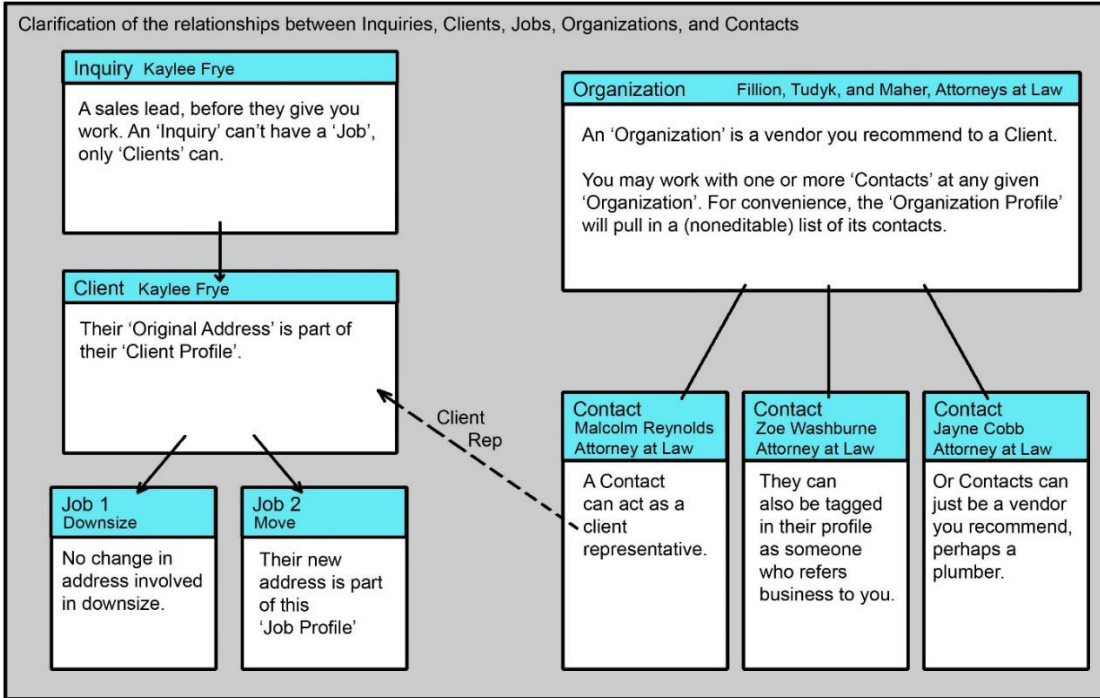 Clarification of the relationships between Inquiries, Clients, Jobs, Organizations, and Contacts
Inquiry Kaylee Frye
A sales lead, before they give you
work. An ‘Inquiry’ can’t have a ‘Job’,
only ‘Clients’ can.
Client Kaylee Frye
Their ‘Original Address’ is part of
their ‘Client Profile’.
Job 1
Downsize
No change in
address involved
in downsize.
Job 2
Move
Their new
address is part
of this
‘Job Profile’
Client
Rep
Organization Fillion, Tudyk, and Maher, Attorneys at Law
An ‘Organization’ is a vendor you recommend to a Client.
You may work with one or more ‘Contacts’ at any given
‘Organization’. For convenience, the ‘Organization Profile’
will pull in a (noneditable) list of its contacts.
Contact
Malcolm Reynolds
Attorney at Law
A Contact
can act as a
client
representative.
Contact
Zoe Washburne
Attorney at Law
They can
also be tagged
in their profile
as someone
who refers
business to you.
Contact
Jayne Cobb
Attorney at Law
Or Contacts can
just be a vendor
you recommend,
perhaps a
plumber.